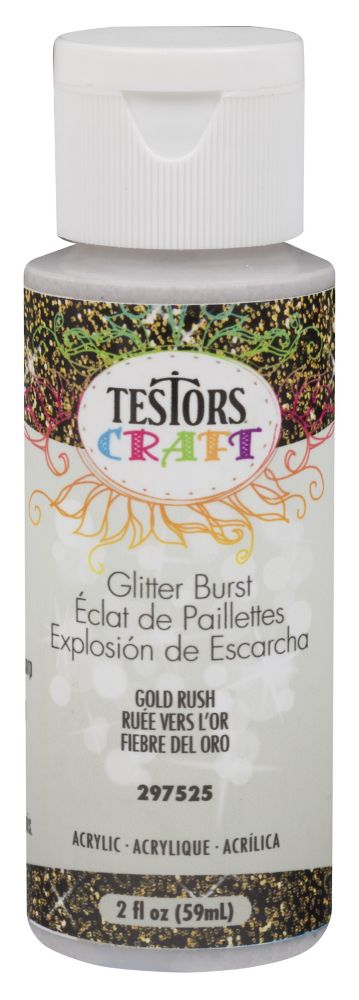 TESTORS
CRAFT
Glitter Burst
Éclat de Paillettes
Explosión de Escarcha
GOLD RUSH
RUÉE VERS L'OR
FIEBRE DEL ORO
297525
ACRYLIC · ACRYLIQUE · ACRÍLICA
2 fl oz (59mL)